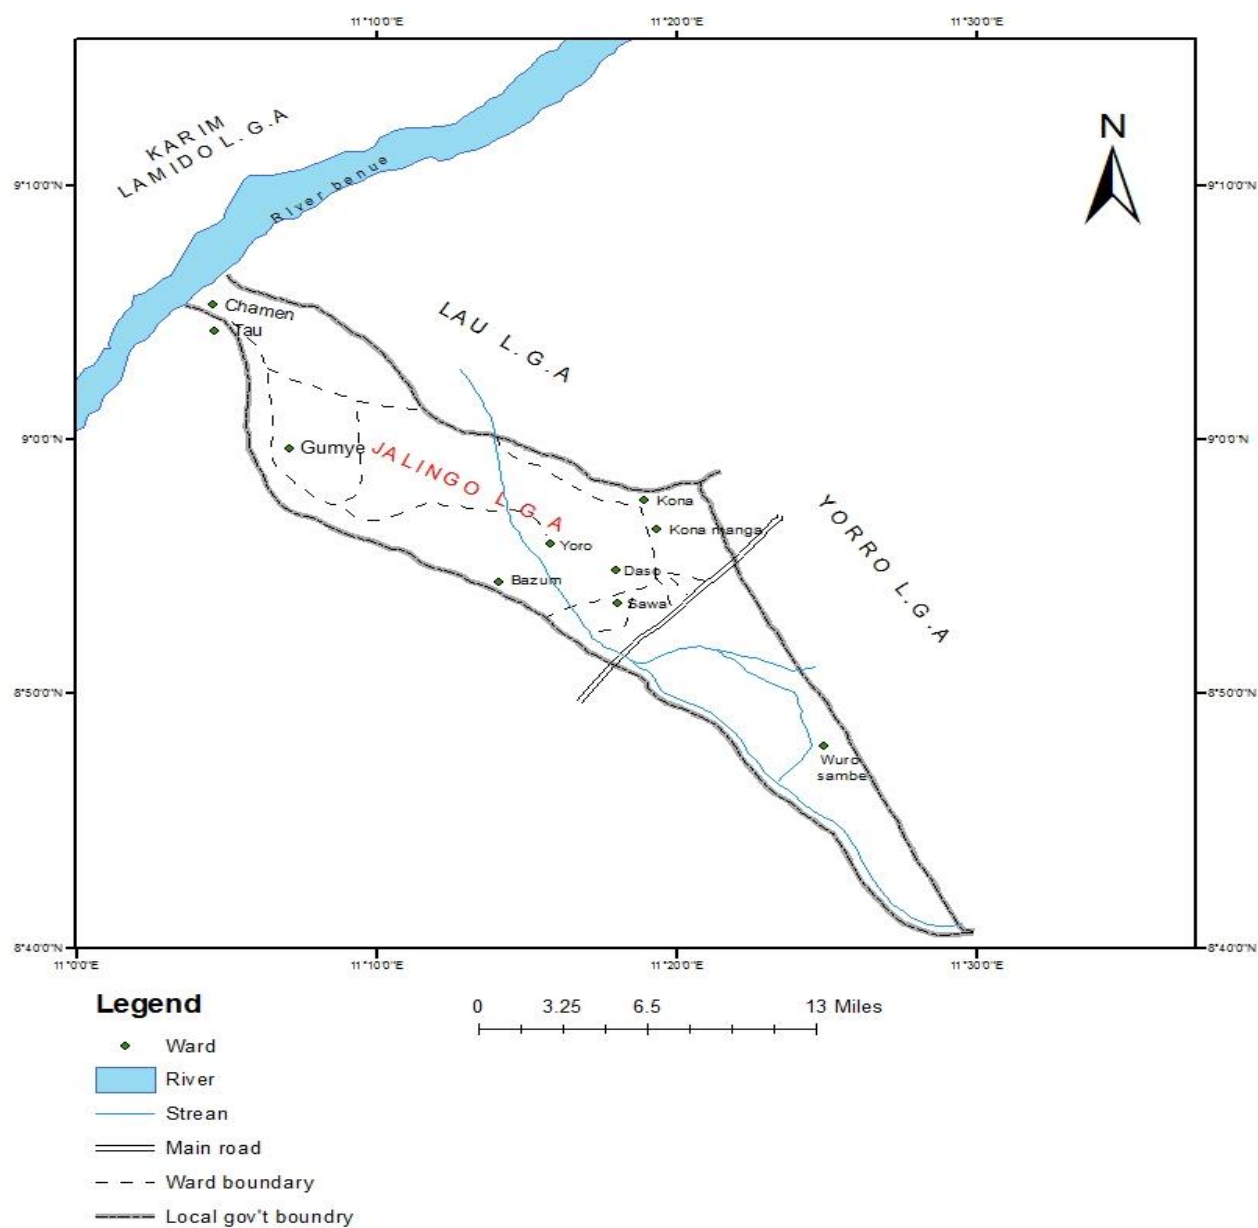 11°10'0"E 11°20'0"E 11°30'0"E
KARIM
LAMIDO L.G.A
N
9°10'0"N 9°10'0"N
River benue
Chamen
Tau
LAU L.G.A
9°0'0"N 9°0'0"N
Gumye
JALINGO L.G.A
Kona
Kona manga
YORRO L.G.A
Yoro
Bazum
Daso
Sawa
8°50'0"N 8°50'0"N
Wuro
sambe
8°40'0"N 8°40'0"N
11°0'0"E 11°10'0"E 11°20'0"E 11°30'0"E
Legend
0 3.25 6.5 13 Miles
Ward
River
Strean
Main road
Ward boundary
Local gov't boundry